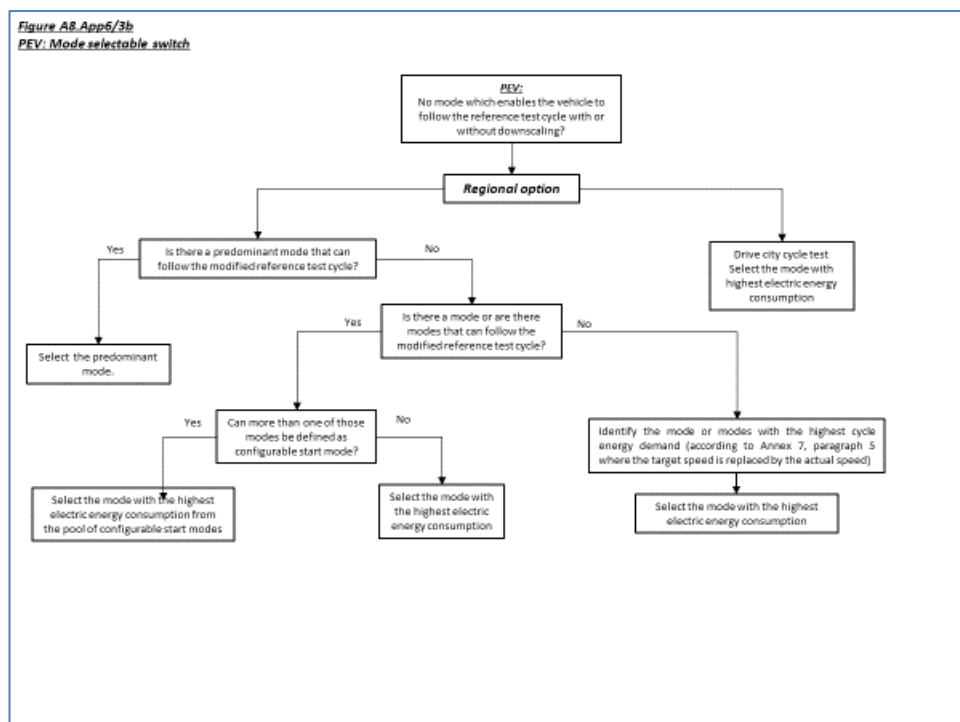 Figure A8.App6/3b
PEV: Mode selectable switch
PEV:
No mode which enables the vehicle to
follow the reference test cycle with or
without downscaling?
Regional option
Yes
Is there a predominant mode that can
follow the modified reference test cycle?
No
Drive city cycle test
Select the mode with
highest electric energy
consumption
Yes
Is there a mode or are there
modes that can follow the
modified reference test cycle?
No
Select the predominant
mode.
Yes
Can more than one of those
modes be defined as
configurable start mode?
No
Identify the mode or modes with the highest cycle
energy demand (according to Annex 7, paragraph 5
where the target speed is replaced by the actual speed)
Select the mode with the highest
electric energy consumption from
the pool of configurable start modes
Select the mode with
the highest electric
energy consumption
Select the mode with the highest
electric energy consumption